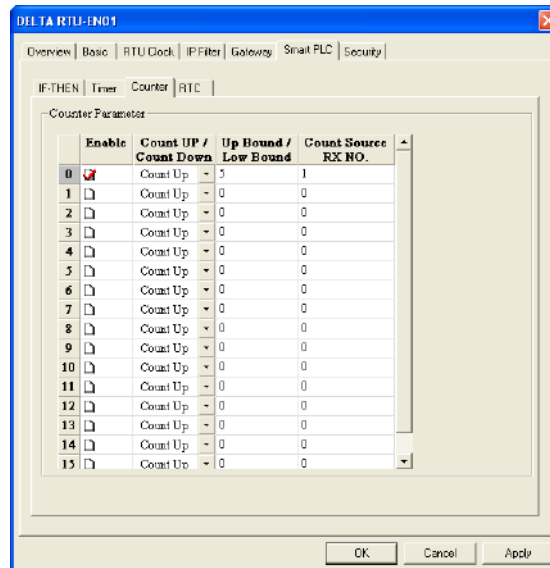 DELTA RTU-EN01
Overview Basic RTU Clock IP Filter Gateway Smart PLC Security
IF-THEN Timer Counter RTC
Counter Parameter
Enable Count UP / Count Down Up Bound / Low Bound Count Source RX NO.
0 Count Up 5 1
1 Count Up 0 0
2 Count Up 0 0
3 Count Up 0 0
4 Count Up 0 0
5 Count Up 0 0
6 Count Up 0 0
7 Count Up 0 0
8 Count Up 0 0
9 Count Up 0 0
10 Count Up 0 0
11 Count Up 0 0
12 Count Up 0 0
13 Count Up 0 0
14 Count Up 0 0
15 Count Up 0 0
OK Cancel Apply